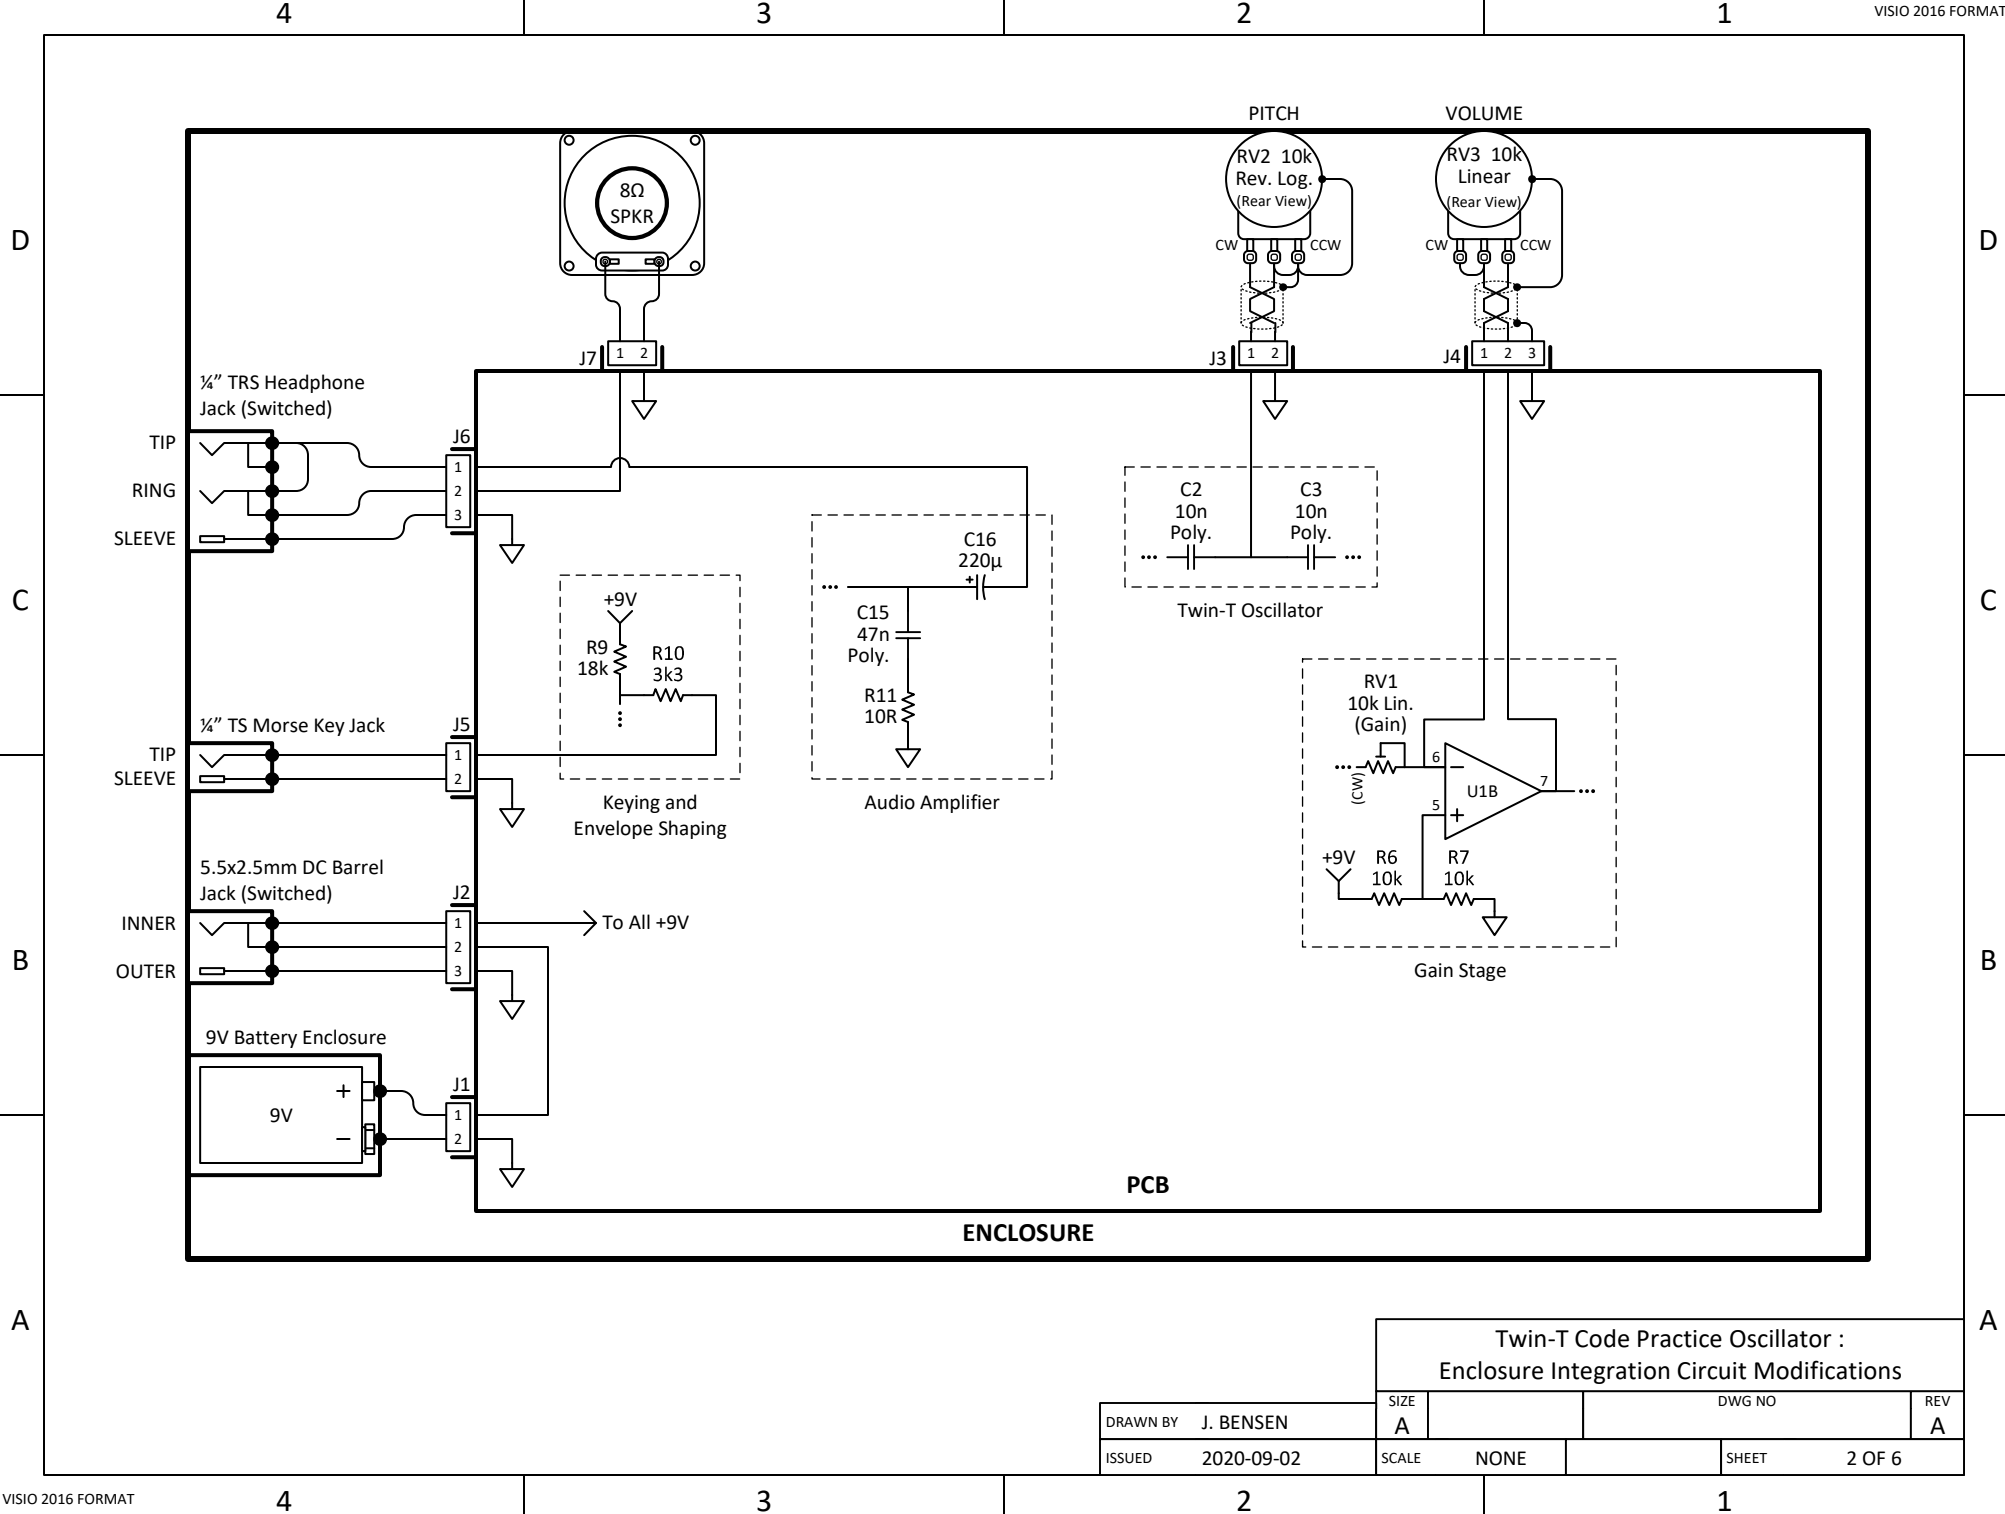 4
3
2
1
VISIO 2016 FORMAT
PITCH
VOLUME
RV2 10k
Rev. Log.
(Rear View)
RV3 10k
Linear
(Rear View)
8Ω
SPKR
D
D
CW
CCW
CW
CCW
J7
1 2
J3
1 2
J4
1 2 3
¼” TRS Headphone
Jack (Switched)
TIP
RING
SLEEVE
J6
1
2
3
C2
10n
Poly.
C3
10n
Poly.
... ...
Twin-T Oscillator
C16
220µ
+
...
C15
47n
Poly.
R11
10R
Audio Amplifier
C
C
+9V
R9
18k
R10
3k3
...
Keying and
Envelope Shaping
¼” TS Morse Key Jack
TIP
SLEEVE
J5
1
2
RV1
10k Lin.
(Gain)
...
(CW)
6
−
5
+
U1B
7
...
+9V
R6
10k
R7
10k
Gain Stage
5.5x2.5mm DC Barrel
Jack (Switched)
INNER
OUTER
J2
1
2
3
To All +9V
B
B
9V Battery Enclosure
9V
+
−
J1
1
2
PCB
ENCLOSURE
A
A
Twin-T Code Practice Oscillator :
Enclosure Integration Circuit Modifications
DRAWN BY J. BENSEN
SIZE
A
DWG NO
REV
A
ISSUED 2020-09-02
SCALE NONE
SHEET 2 OF 6
VISIO 2016 FORMAT
4
3
2
1